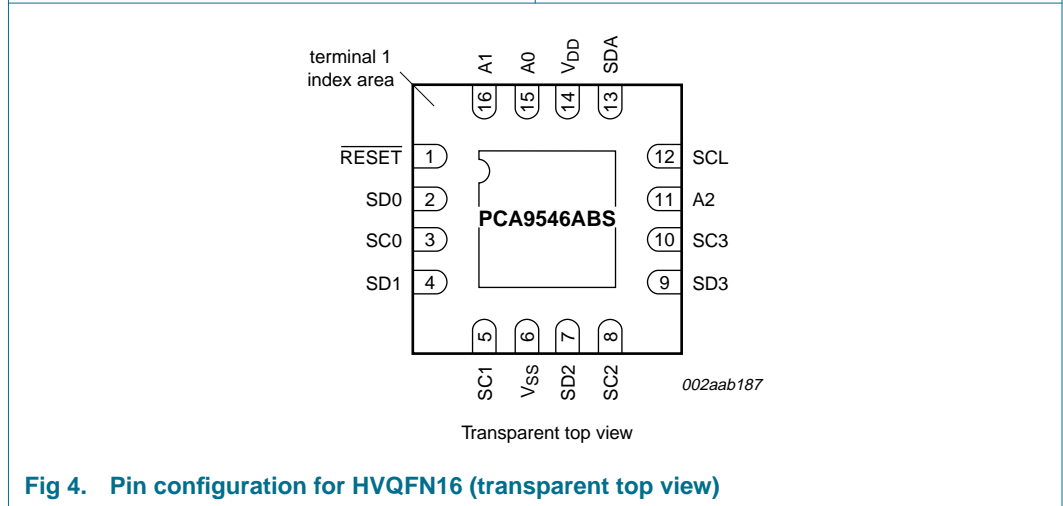 terminal 1
index area
A1
A0
VDD
SDA
16
15
14
13
RESET 1
12 SCL
SD0 2
11 A2
PCA9546ABS
SC0 3
10 SC3
SD1 4
9 SD3
5
6
7
8
SC1
VSS
SD2
SC2
002aab187
Transparent top view
Fig 4. Pin configuration for HVQFN16 (transparent top view)